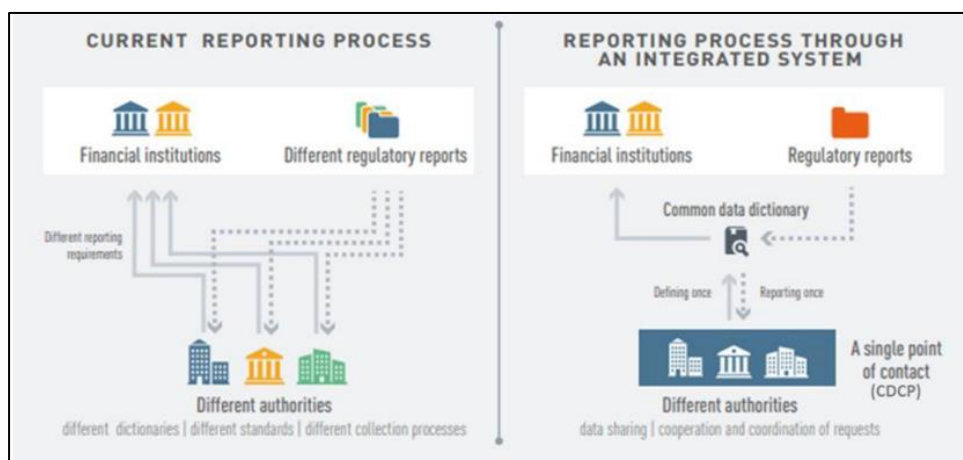 CURRENT REPORTING PROCESS
Financial institutions
Different regulatory reports
Different reporting
requirements
Different authorities
different dictionaries | different standards | different collection processes
REPORTING PROCESS THROUGH
AN INTEGRATED SYSTEM
Financial institutions
Regulatory reports
Common data dictionary
Defining once
Reporting once
A single point
of contact
(CDCP)
Different authorities
data sharing | cooperation and coordination of requests